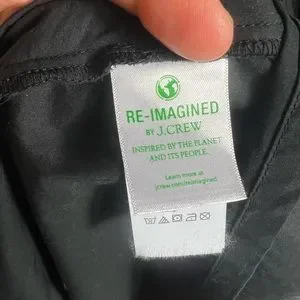 RE-IMAGINED
BY J.CREW
INSPIRED BY THE PLANET
AND ITS PEOPLE.
Learn more at
jcrew.com/reimagined.